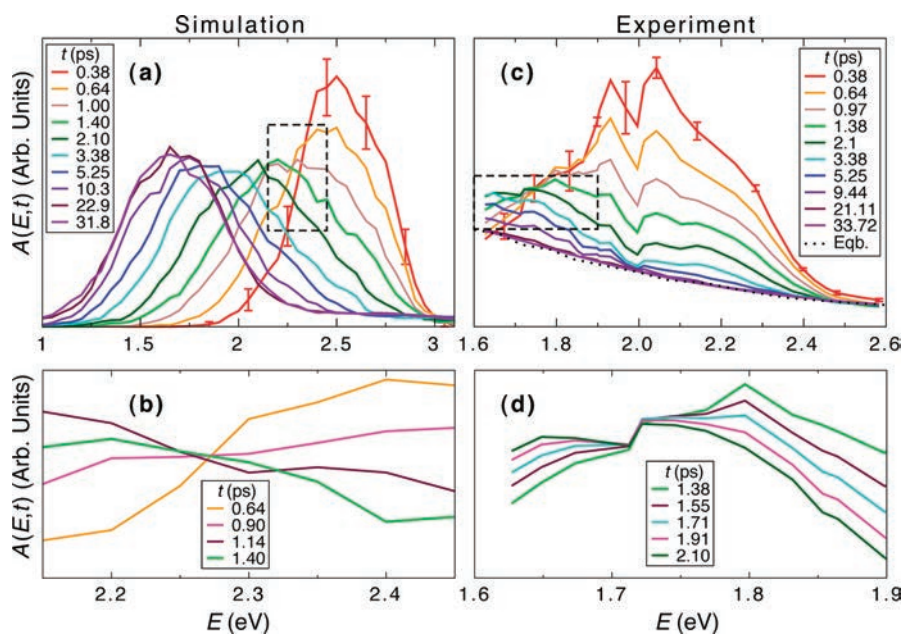 Simulation
Experiment
A(E,t) (Arb. Units)
(a)
t (ps)
0.38
0.64
1.00
1.40
2.10
3.38
5.25
10.3
22.9
31.8
1 1.5 2 2.5 3
(c)
t (ps)
0.38
0.64
0.97
1.38
2.1
3.38
5.25
9.44
21.11
33.72
Eqb.
1.6 1.8 2.0 2.2 2.4 2.6
A(E,t) (Arb. Units)
(b)
t (ps)
0.64
0.90
1.14
1.40
2.2 2.3 2.4
E (eV)
(d)
t (ps)
1.38
1.55
1.71
1.91
2.10
1.6 1.7 1.8 1.9
E (eV)